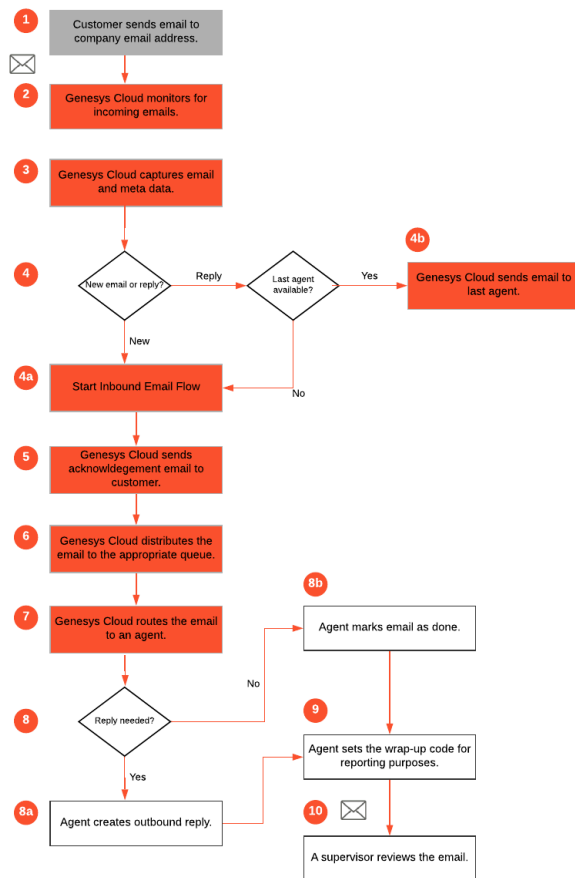 1
Customer sends email to
company email address.
2
Genesys Cloud monitors for
incoming emails.
3
Genesys Cloud captures email
and meta data.
4
New email or reply?
Reply
Last agent
available?
Yes
4b
Genesys Cloud sends email to
last agent.
New
No
4a
Start Inbound Email Flow
5
Genesys Cloud sends
acknowldegement email to
customer.
6
Genesys Cloud distributes the
email to the appropriate queue.
7
Genesys Cloud routes the email
to an agent.
8
Reply needed?
No
8b
Agent marks email as done.
Yes
8a
Agent creates outbound reply.
9
Agent sets the wrap-up code for
reporting purposes.
10
A supervisor reviews the email.